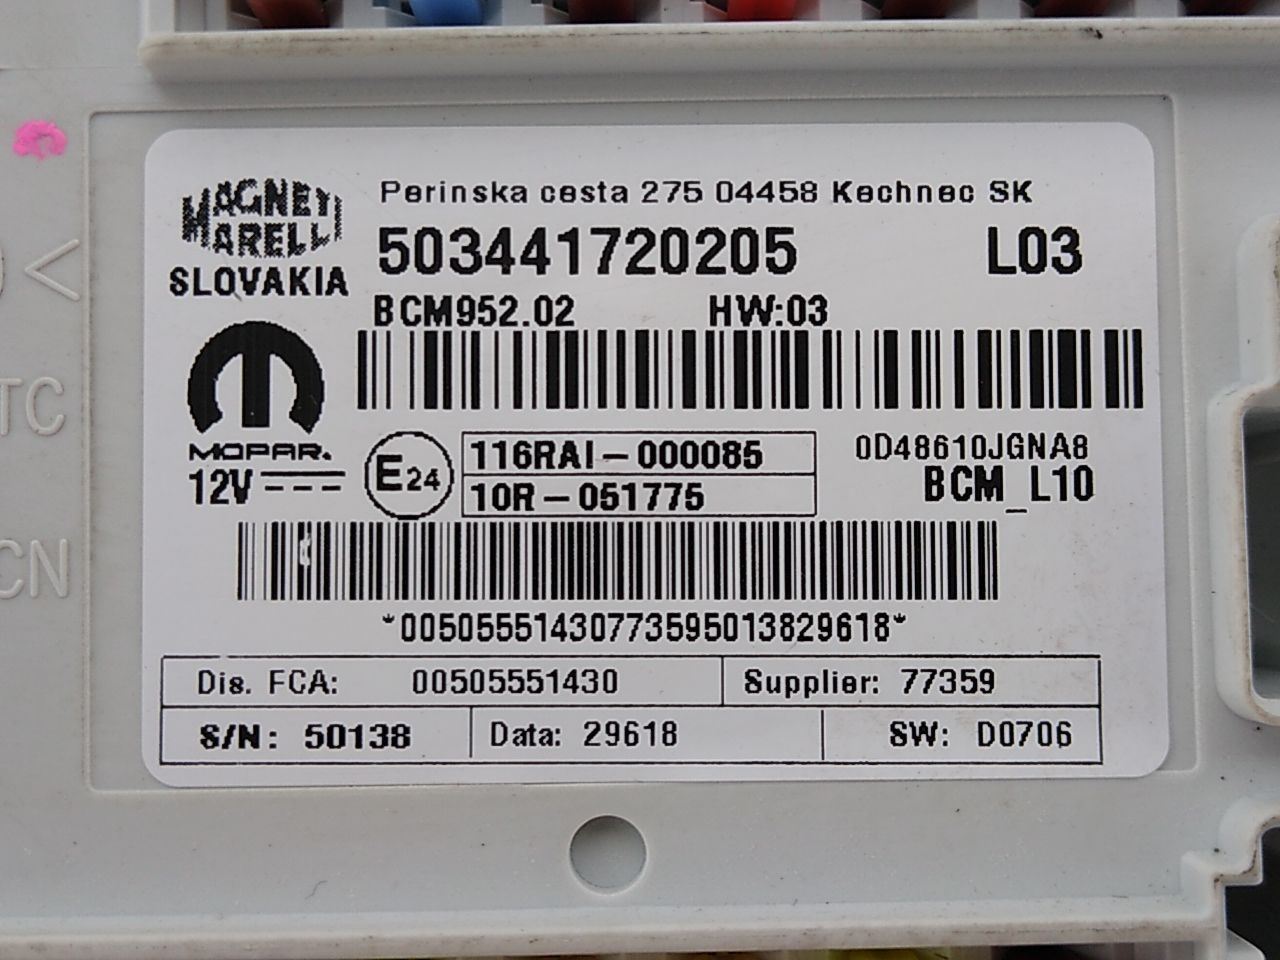 MAGNETI
MARELLI
SLOVAKIA
Perinska cesta 275 04458 Kechnec SK
503441720205 L03
BCM952.02 HW:03
MOPAR.
12V
E24
116RAI-000085
10R-051775
0D48610JGNA8
BCM_L10
*00505551430773595013829618*
Dis. FCA: 00505551430 Supplier: 77359
S/N: 50138 Data: 29618 SW: D0706
TC
CN